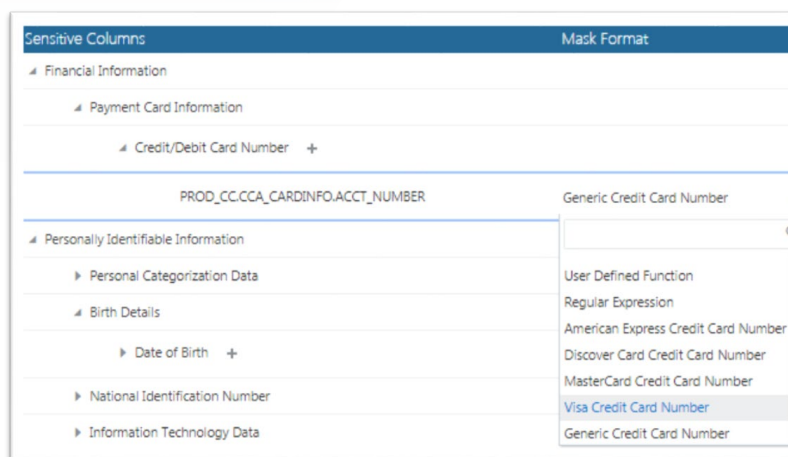 Sensitive Columns Mask Format
Financial Information
Payment Card Information
Credit/Debit Card Number +
PROD_CC.CCA_CARDINFO.ACCT_NUMBER Generic Credit Card Number
Personally Identifiable Information
Personal Categorization Data User Defined Function
Regular Expression
Birth Details
American Express Credit Card Number
Date of Birth + Discover Card Credit Card Number
MasterCard Credit Card Number
National Identification Number
Visa Credit Card Number
Information Technology Data Generic Credit Card Number